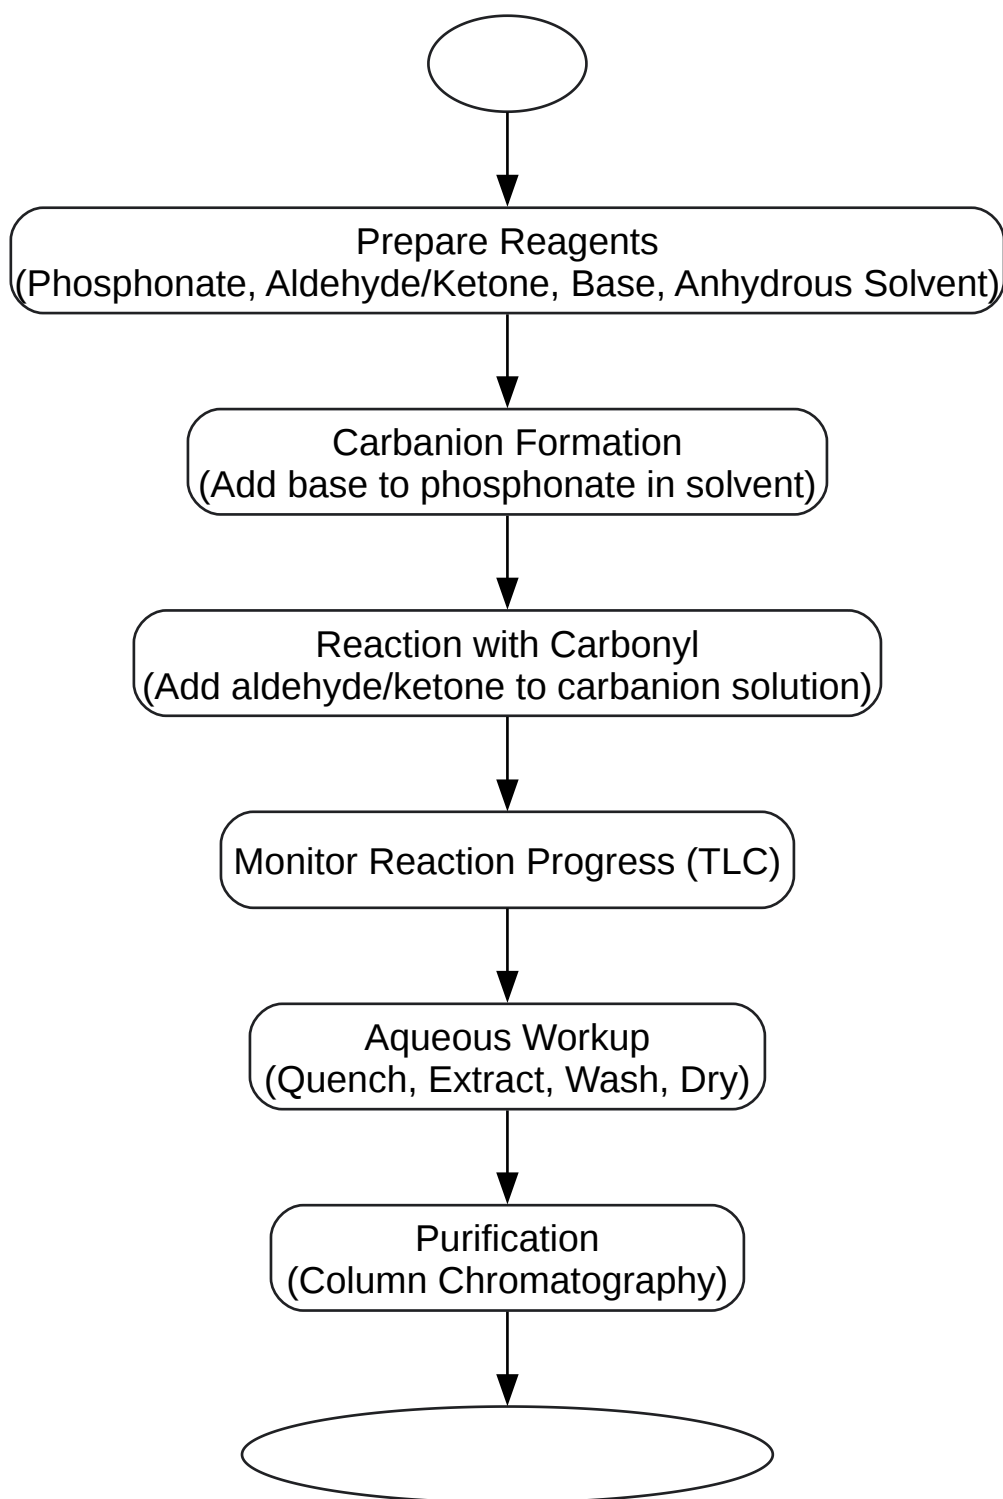 Prepare Reagents
(Phosphonate, Aldehyde/Ketone, Base, Anhydrous Solvent)
Carbanion Formation
(Add base to phosphonate in solvent)
Reaction with Carbonyl
(Add aldehyde/ketone to carbanion solution)
Monitor Reaction Progress (TLC)
Aqueous Workup
(Quench, Extract, Wash, Dry)
Purification
(Column Chromatography)